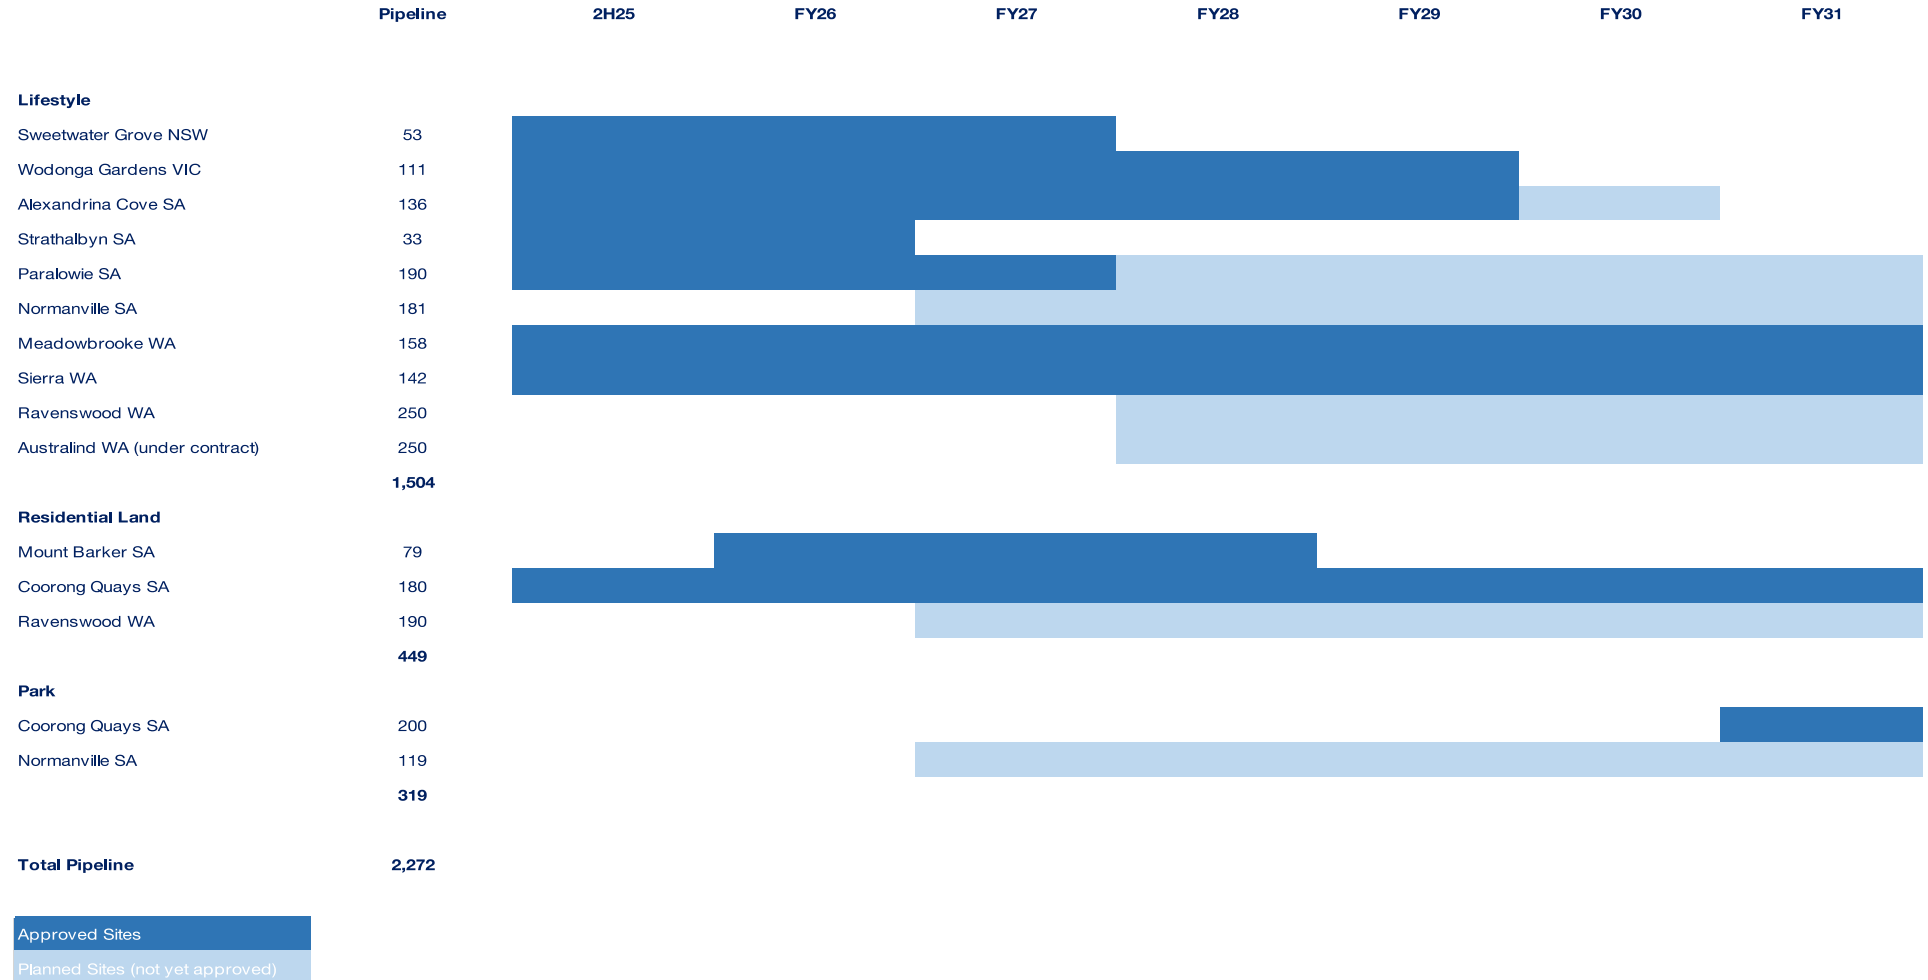 Pipeline 2H25 FY26 FY27 FY28 FY29 FY30 FY31
Lifestyle
Sweetwater Grove NSW 53
Wodonga Gardens VIC 111
Alexandrina Cove SA 136
Strathalbyn SA 33
Paralowie SA 190
Normanville SA 181
Meadowbrooke WA 158
Sierra WA 142
Ravenswood WA 250
Australind WA (under contract) 250
1,504
Residential Land
Mount Barker SA 79
Coorong Quays SA 180
Ravenswood WA 190
449
Park
Coorong Quays SA 200
Normanville SA 119
319
Total Pipeline 2,272
Approved Sites
Planned Sites (not yet approved)